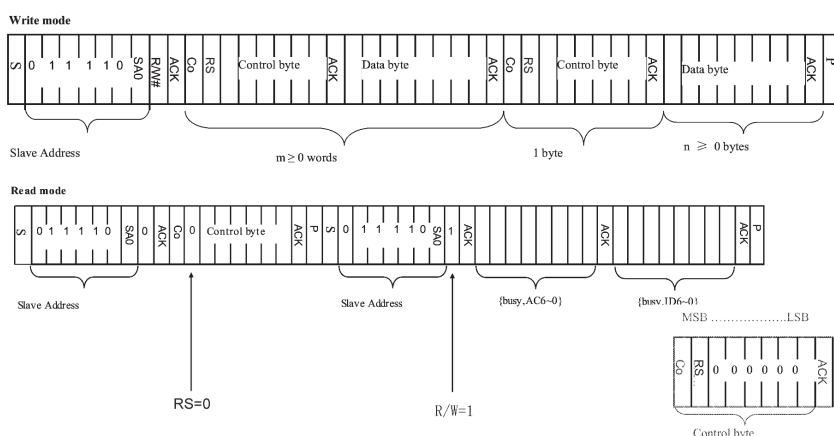 Write mode
S 0 1 1 1 1 0 SA0 R/W# ACK Co RS Control byte ACK Data byte ACK Co RS Control byte ACK Data byte ACK P
Slave Address
m ≥ 0 words
1 byte
n ≥ 0 bytes
Read mode
S 0 1 1 1 1 0 SA0 0 ACK Co 0 Control byte ACK P S 0 1 1 1 1 0 SA0 1 ACK ACK ACK P
Slave Address
Slave Address
{busy,AC6~0}
{busy,ID6~0}
MSB ...................LSB
Co RS... 0 0 0 0 0 0 ACK
RS=0
R/W=1
Control byte